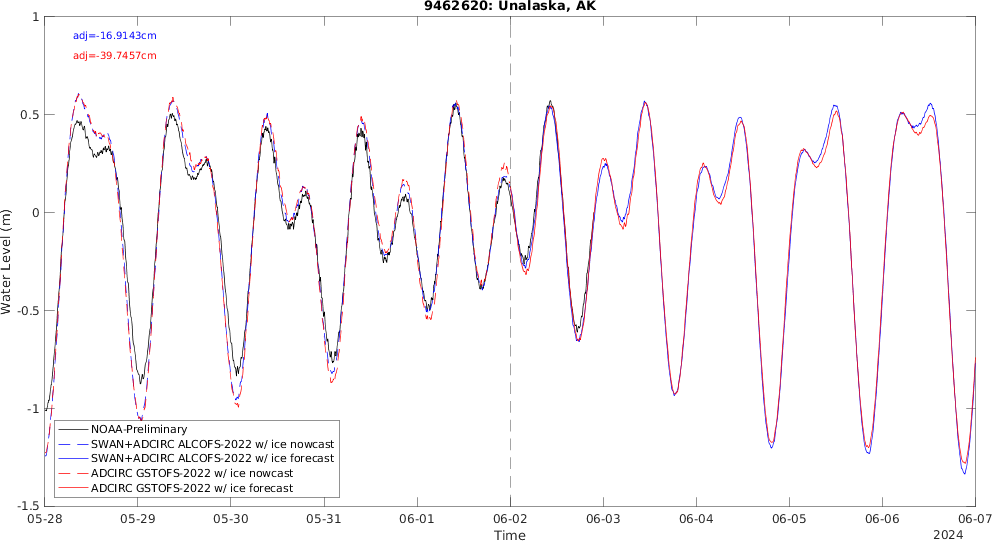 9462620: Unalaska, AK
adj=-16.9143cm
adj=-39.7457cm
Water Level (m)
1
0.5
0
-0.5
-1
-1.5
NOAA-Preliminary
SWAN+ADCIRC ALCOFS-2022 w/ ice nowcast
SWAN+ADCIRC ALCOFS-2022 w/ ice forecast
ADCIRC GSTOFS-2022 w/ ice nowcast
ADCIRC GSTOFS-2022 w/ ice forecast
05-28 05-29 05-30 05-31 06-01 06-02 06-03 06-04 06-05 06-06 06-07
Time
2024